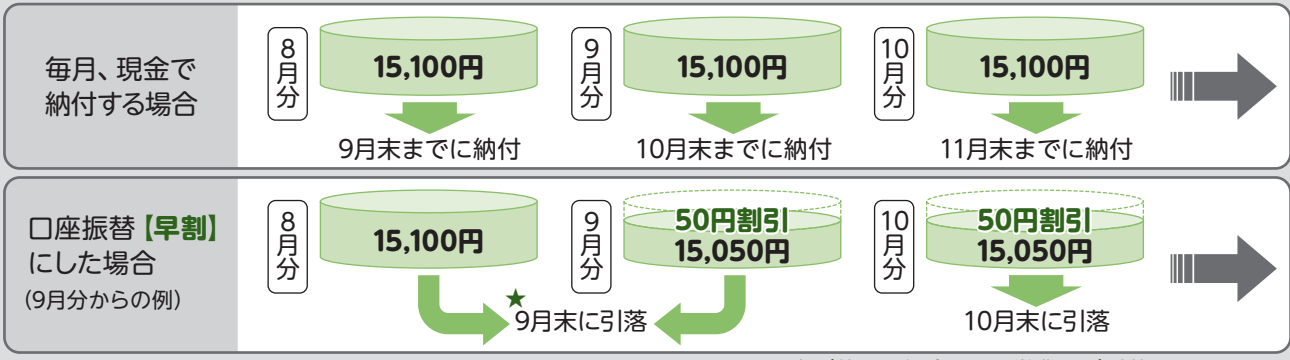 毎月、現金で
納付する場合
8月分
15,100円
9月末までに納付
9月分
15,100円
10月末までに納付
10月分
15,100円
11月末までに納付
口座振替【早割】
にした場合
(9月分からの例)
8月分
15,100円
9月分
50円割引
15,050円
★
9月末に引落
10月分
50円割引
15,050円
10月末に引落